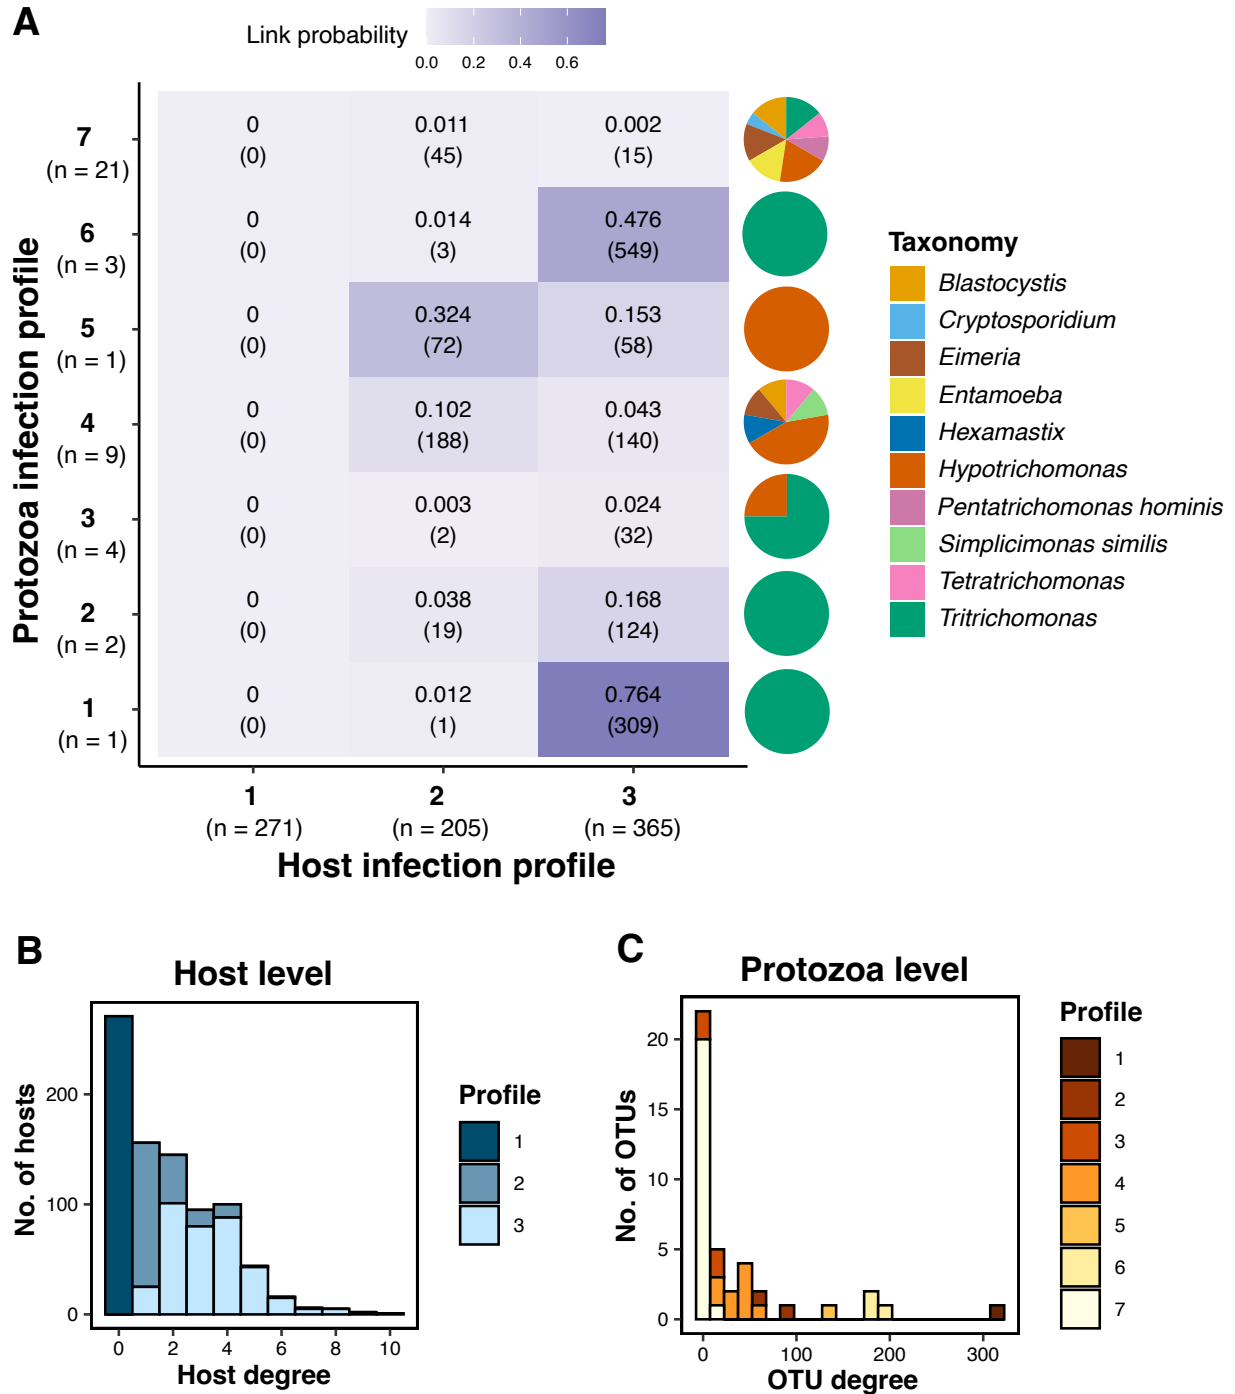 A
Link probability
0.0 0.2 0.4 0.6
Protozoa infection profile
7
(n = 21)
0
(0)
0.011
(45)
0.002
(15)
6
(n = 3)
0
(0)
0.014
(3)
0.476
(549)
5
(n = 1)
0
(0)
0.324
(72)
0.153
(58)
4
(n = 9)
0
(0)
0.102
(188)
0.043
(140)
3
(n = 4)
0
(0)
0.003
(2)
0.024
(32)
2
(n = 2)
0
(0)
0.038
(19)
0.168
(124)
1
(n = 1)
0
(0)
0.012
(1)
0.764
(309)
1
(n = 271)
2
(n = 205)
3
(n = 365)
Host infection profile
Taxonomy
Blastocystis
Cryptosporidium
Eimeria
Entamoeba
Hexamastix
Hypotrichomonas
Pentatrichomonas hominis
Simplicimonas similis
Tetratrichomonas
Tritrichomonas
B
Host level
No. of hosts
200
100
0
0 2 4 6 8 10
Host degree
Profile
1
2
3
C
Protozoa level
No. of OTUs
20
15
10
5
0
0 100 200 300
OTU degree
Profile
1
2
3
4
5
6
7